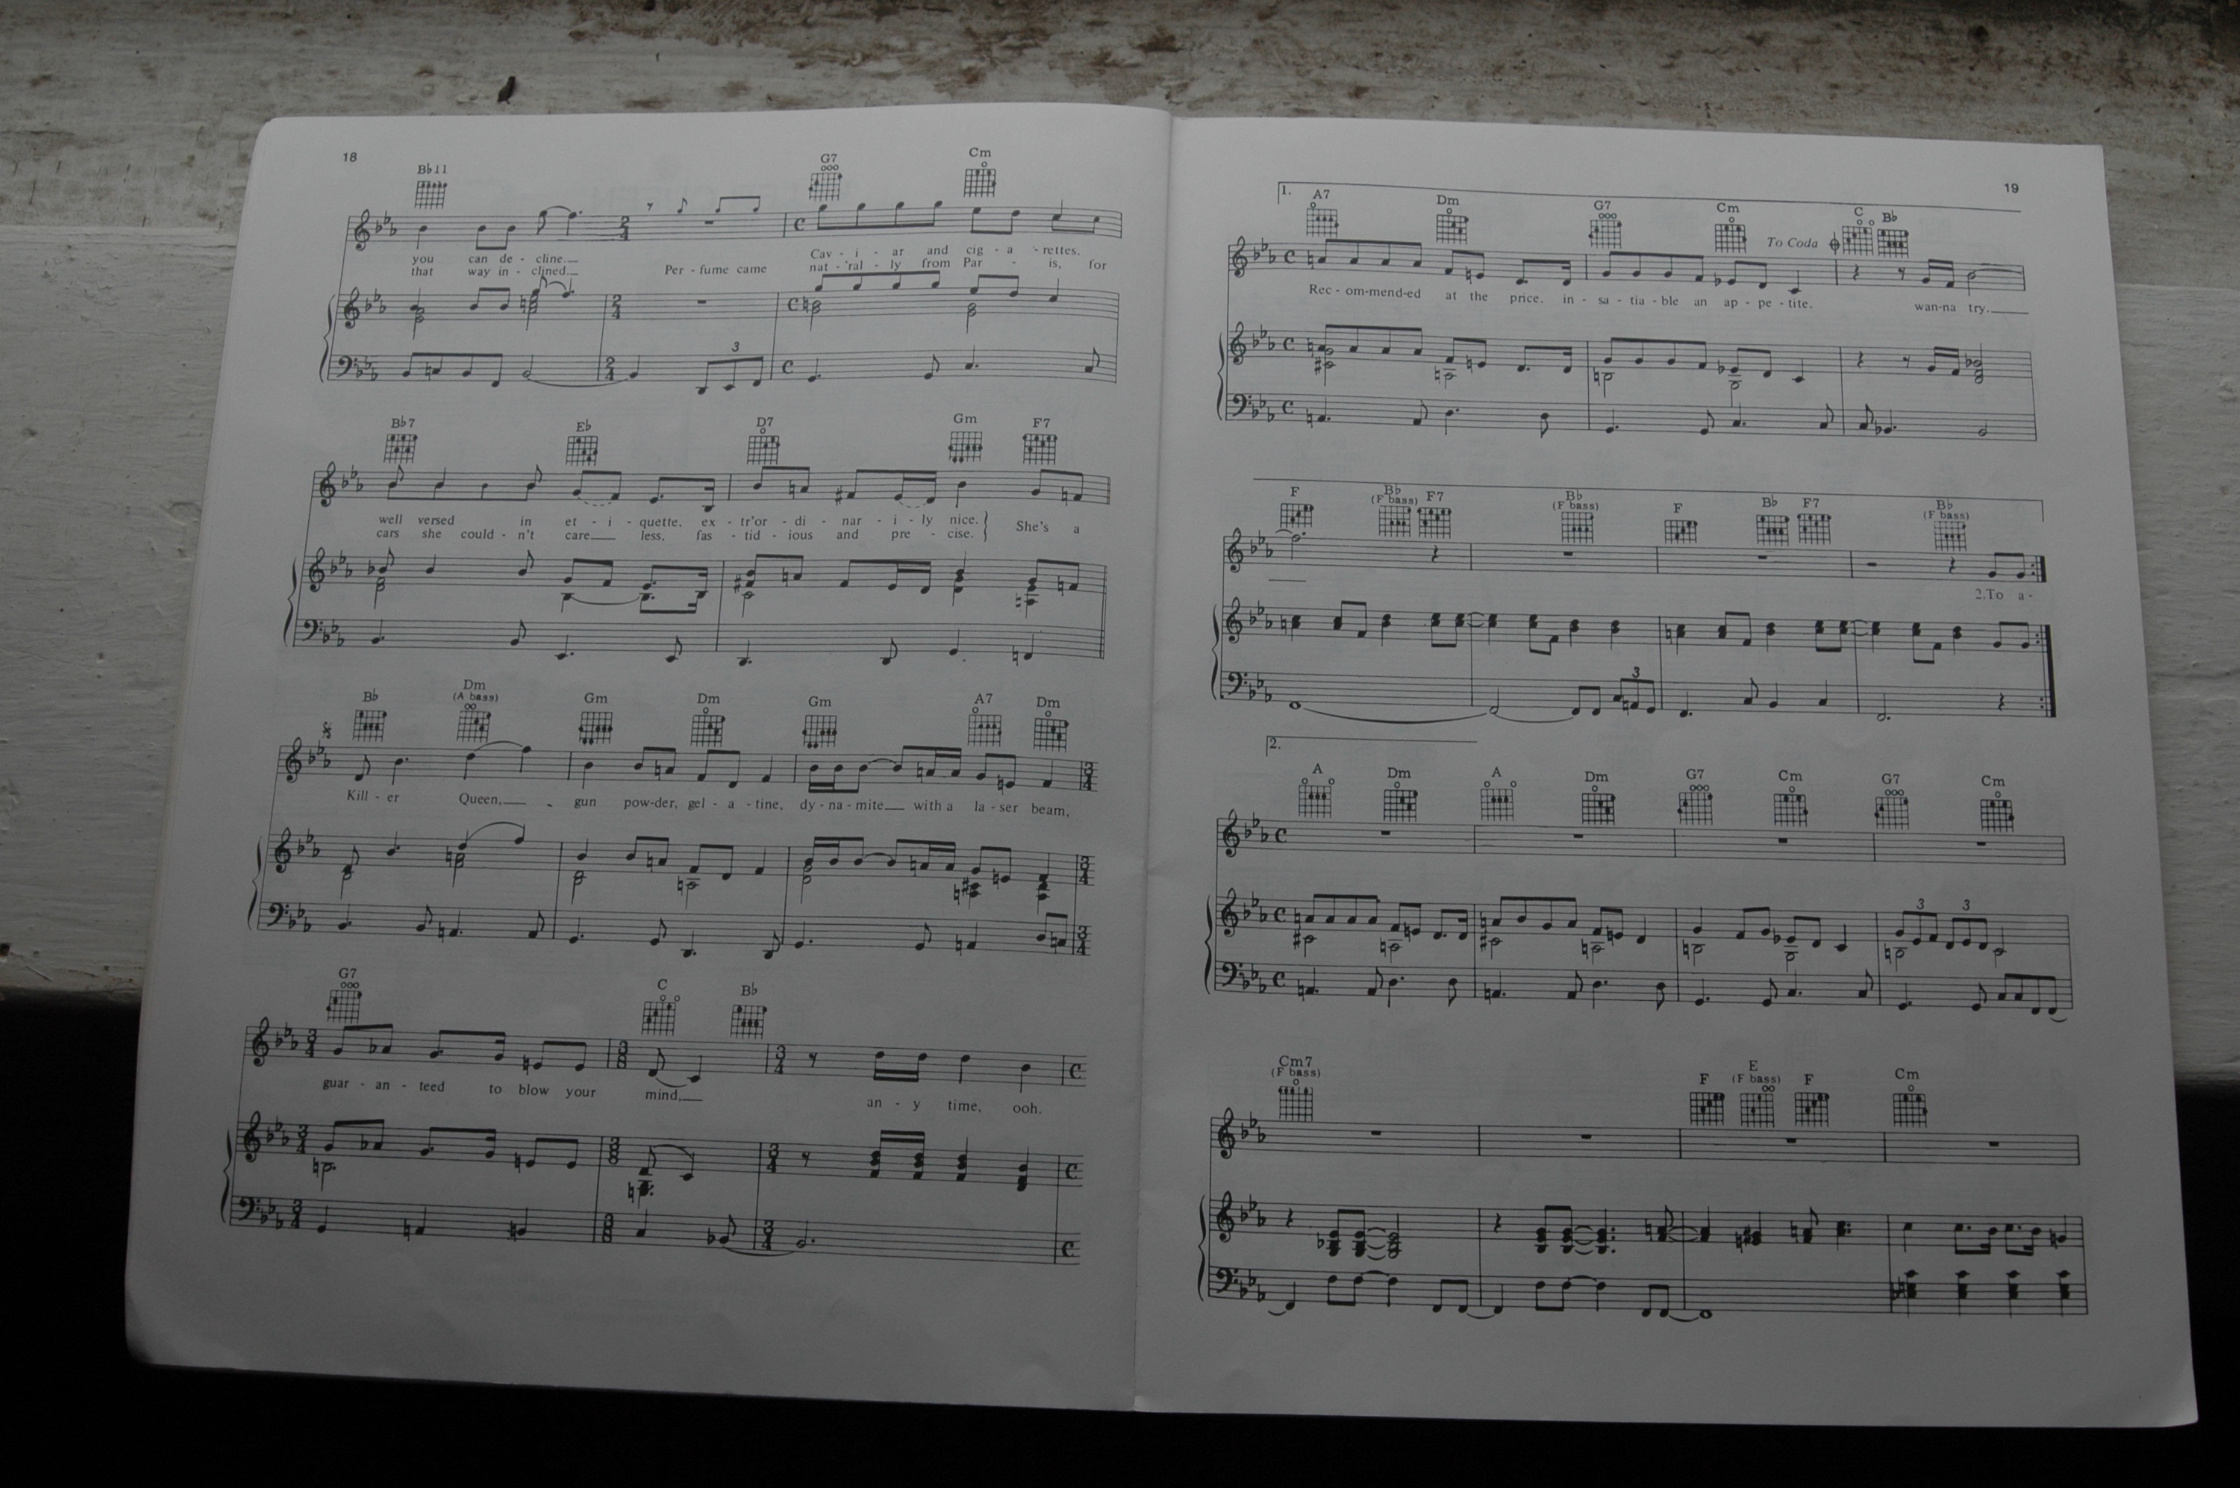 18
Bb11 G7 Cm
you can de - cline.
Cav - i - ar and cig - a - rettes.
that way in - clined.
Per - fume came nat - 'ral - ly from Par - is, for
3
Bb7 Eb D7 Gm F7
well versed in et - i - quette, ex - tr'or - di - nar - i - ly nice.} She's a
cars she could - n't care less, fas - tid - ious and pre - cise.}
Bb Dm (A bass) Gm Dm Gm A7 Dm
Kill - er Queen, gun pow-der, gel - a - tine, dy - na - mite with a la - ser beam,
G7 C Bb
guar - an - teed to blow your mind, an - y time, ooh.
19
1. A7 Dm G7 Cm To Coda C Bb
Rec - om-mend-ed at the price, in - sa - tia - ble an ap - pe - tite. wan-na try.
F Bb (F bass) F7 Bb (F bass) F Bb F7 Bb (F bass)
2.To a-
3
2.
A Dm A Dm G7 Cm G7 Cm
3 3
Cm7 (F bass) F E (F bass) F Cm